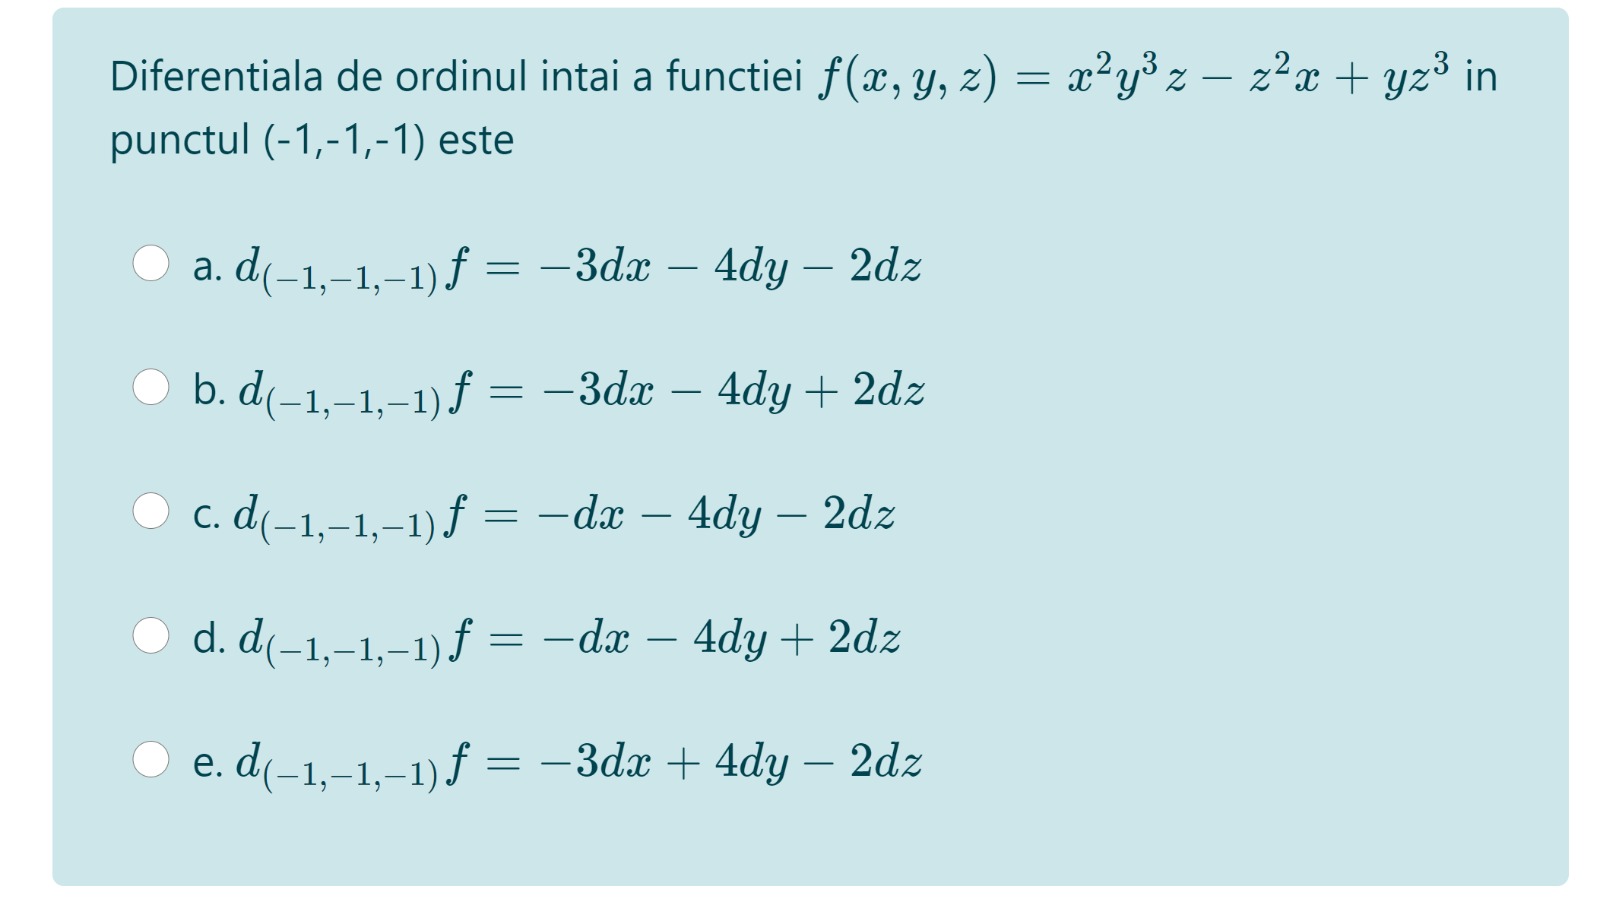 Diferentiala de ordinul intai a functiei $f(x, y, z) = x^2y^3z - z^2x + yz^3$ in
punctul (-1,-1,-1) este
a. $d_{(-1,-1,-1)}f = -3dx - 4dy - 2dz$
b. $d_{(-1,-1,-1)}f = -3dx - 4dy + 2dz$
c. $d_{(-1,-1,-1)}f = -dx - 4dy - 2dz$
d. $d_{(-1,-1,-1)}f = -dx - 4dy + 2dz$
e. $d_{(-1,-1,-1)}f = -3dx + 4dy - 2dz$